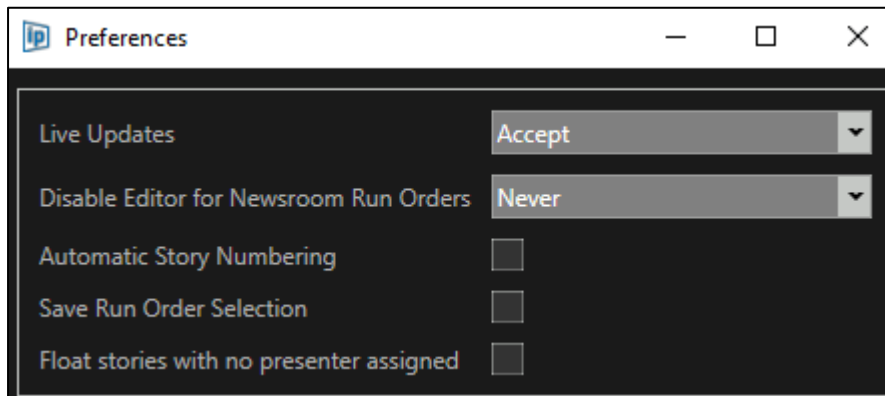 ip Preferences
Live Updates Accept
Disable Editor for Newsroom Run Orders Never
Automatic Story Numbering
Save Run Order Selection
Float stories with no presenter assigned